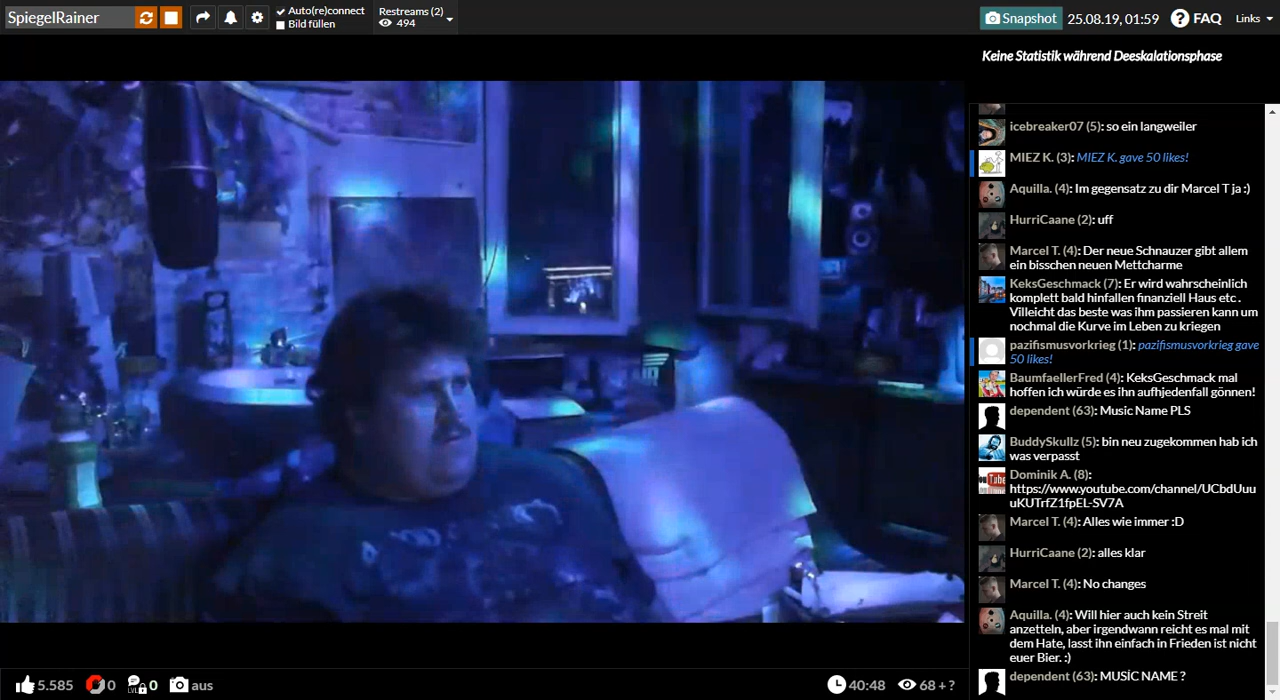 SpiegelRainer
Auto(re)connect
Bild füllen
Restreams (2)
494
Snapshot
25.08.19, 01:59
? FAQ
Links
Keine Statistik während Deeskalationsphase
icebreaker07 (5): so ein langweiler
MIEZ K. (3): MIEZ K. gave 50 likes!
Aquilla. (4): Im gegensatz zu dir Marcel T ja :)
HurriCaane (2): uff
Marcel T. (4): Der neue Schnauzer gibt allem
ein bisschen neuen Mettcharme
KeksGeschmack (7): Er wird wahrscheinlich
komplett bald hinfallen finanziell Haus etc .
Villeicht das beste was ihm passieren kann um
nochmal die Kurve im Leben zu kriegen
pazifismusvorkrieg (1): pazifismusvorkrieg gave
50 likes!
BaumfaellerFred (4): KeksGeschmack mal
hoffen ich würde es ihn aufhjedenfall gönnen!
dependent (63): Music Name PLS
BuddySkullz (5): bin neu zugekommen hab ich
was verpasst
Dominik A. (8):
https://www.youtube.com/channel/UCbdUuu
uKUTrfZ1fpEL-SV7A
Marcel T. (4): Alles wie immer :D
HurriCaane (2): alles klar
Marcel T. (4): No changes
Aquilla. (4): Will hier auch kein Streit
anzetteln, aber irgendwann reicht es mal mit
dem Hate, lasst ihn einfach in Frieden ist nicht
euer Bier. :)
dependent (63): MUSİC NAME ?
5.585
0
LVL
0
aus
40:48
68 + ?